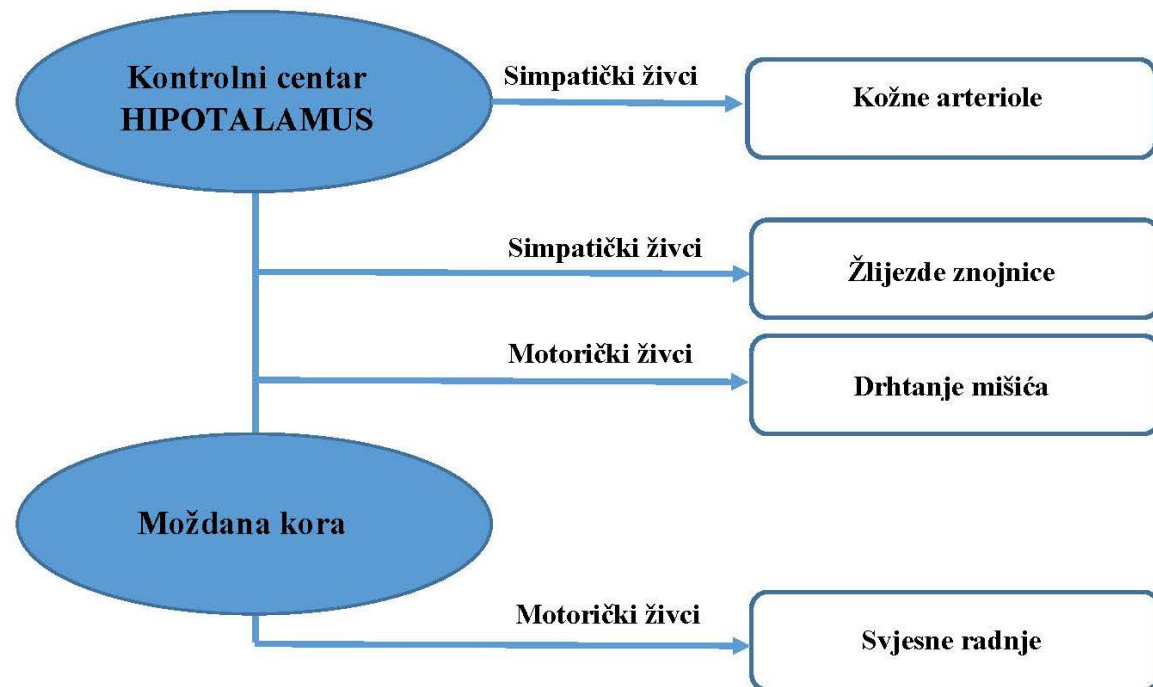 Kontrolni centar
HIPOTALAMUS
Simpatički živci
Kožne arteriole
Simpatički živci
Žlijezde znojnice
Motorički živci
Drhtanje mišića
Moždana kora
Motorički živci
Svjesne radnje